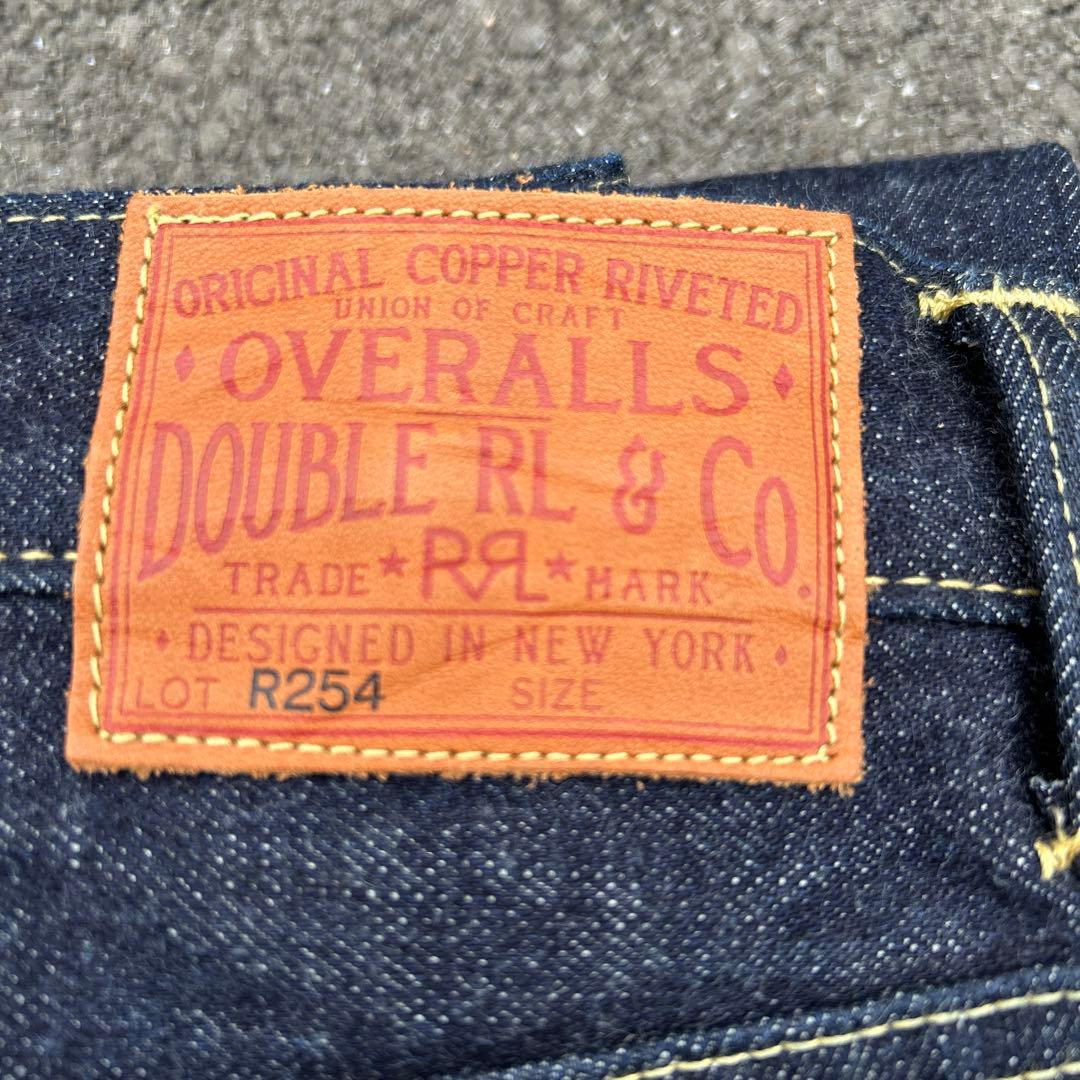 ORIGINAL COPPER RIVETED
UNION OF CRAFT
OVERALLS
DOUBLE RL & CO.
TRADE ★ RRL ★ MARK
DESIGNED IN NEW YORK
LOT R254 SIZE